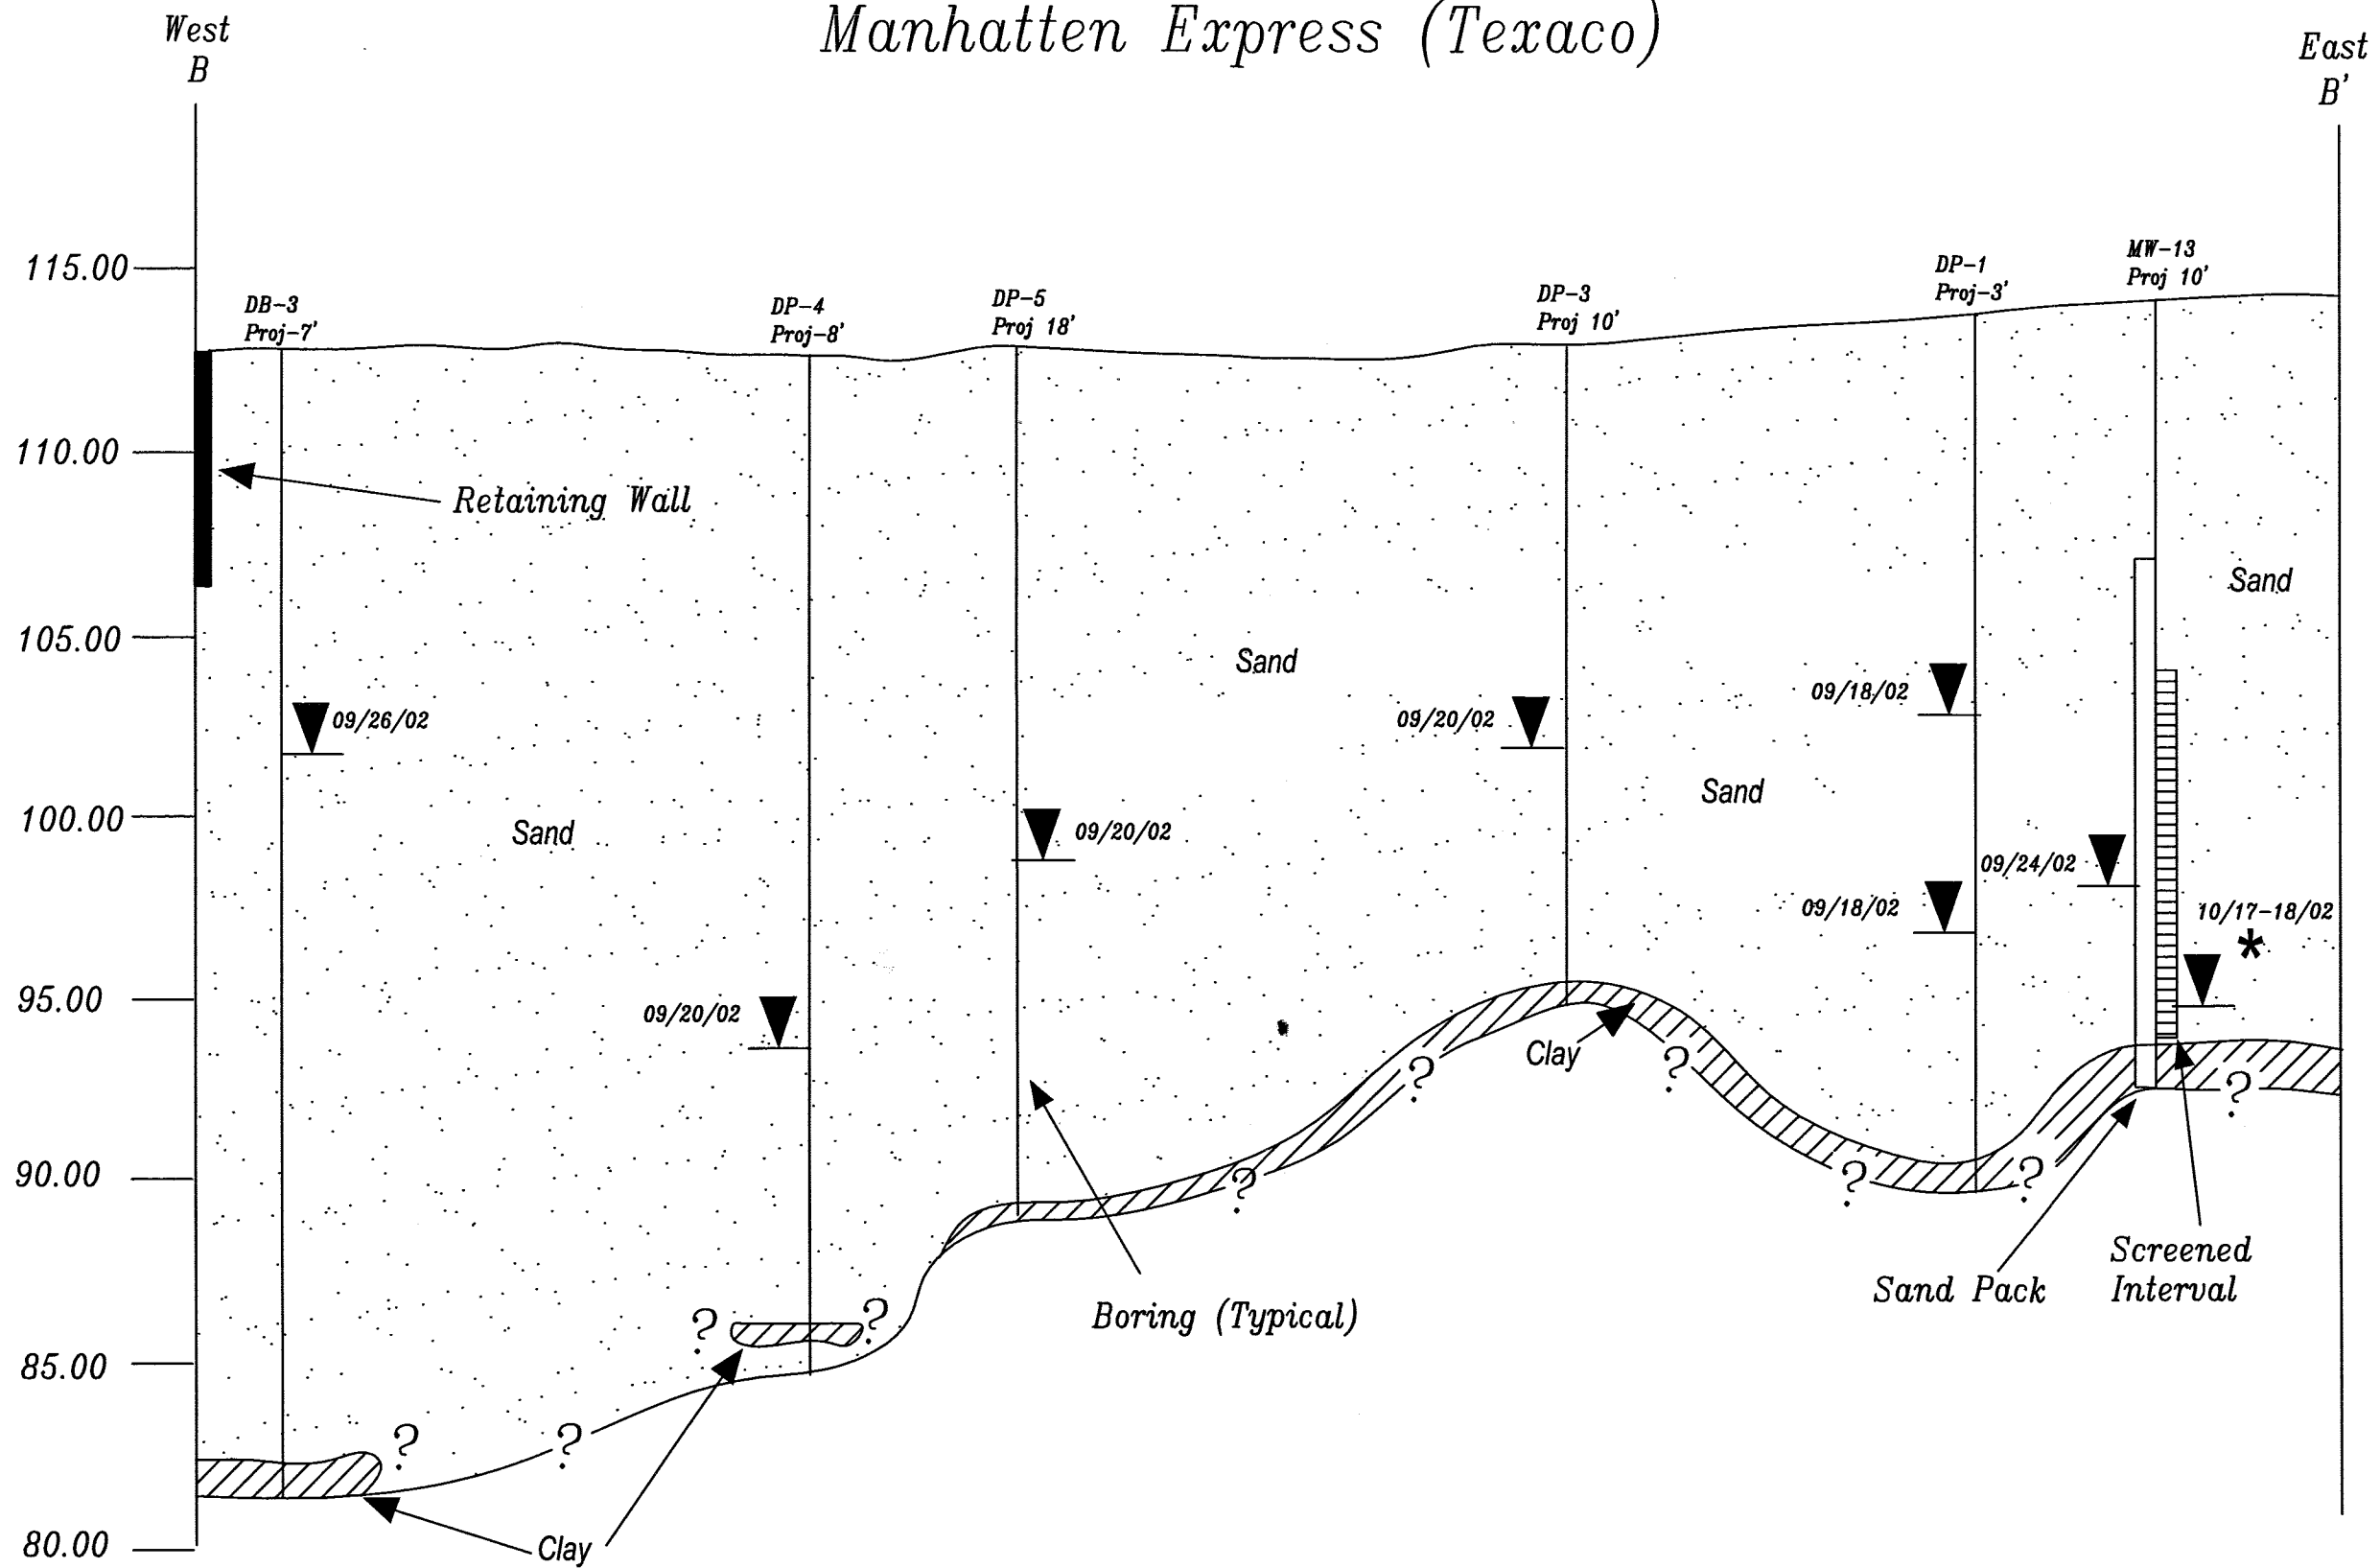 Manhatten Express (Texaco)
West
B
East
B'
115.00
110.00
105.00
100.00
95.00
90.00
85.00
80.00
DB-3
Proj-7'
DP-4
Proj-8'
DP-5
Proj 18'
DP-3
Proj 10'
DP-1
Proj-3'
MW-13
Proj 10'
Retaining Wall
Sand
Sand
Sand
Sand
09/26/02
09/20/02
09/20/02
09/20/02
09/18/02
09/18/02
09/24/02
10/17-18/02
*
Clay
?
?
?
?
?
?
?
?
?
?
?
Boring (Typical)
Sand Pack
Screened
Interval
Clay